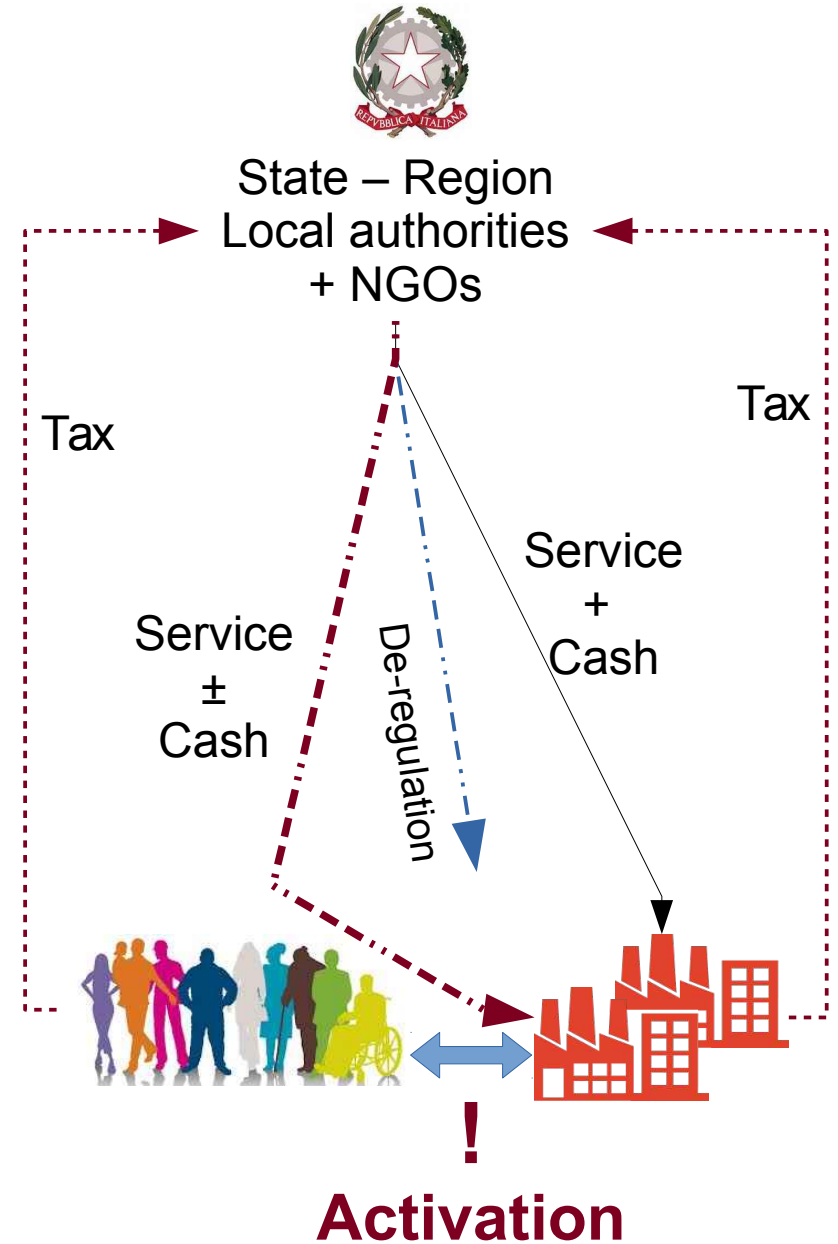 REPVBBLICA ITALIANA
State – Region
Local authorities
+ NGOs
Tax
Tax
Service
+
Cash
Service
±
Cash
De-regulation
!
Activation